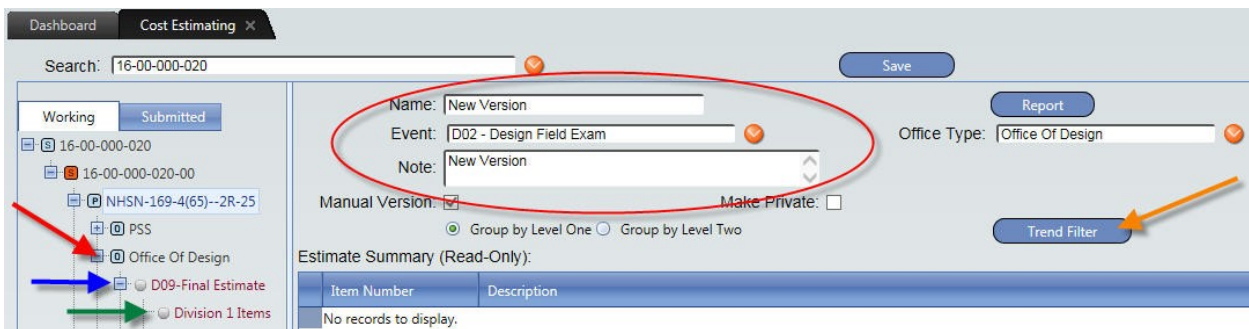 Dashboard Cost Estimating ×
Search: 16-00-000-020 Save
Working Submitted
S 16-00-000-020
S 16-00-000-020-00
P NHSN-169-4(65)--2R-25
O PSS
O Office Of Design
D09-Final Estimate
Division 1 Items
Name: New Version Report
Event: D02 - Design Field Exam Office Type: Office Of Design
Note: New Version
Manual Version: Make Private:
Group by Level One Group by Level Two Trend Filter
Estimate Summary (Read-Only):
Item Number Description
No records to display.